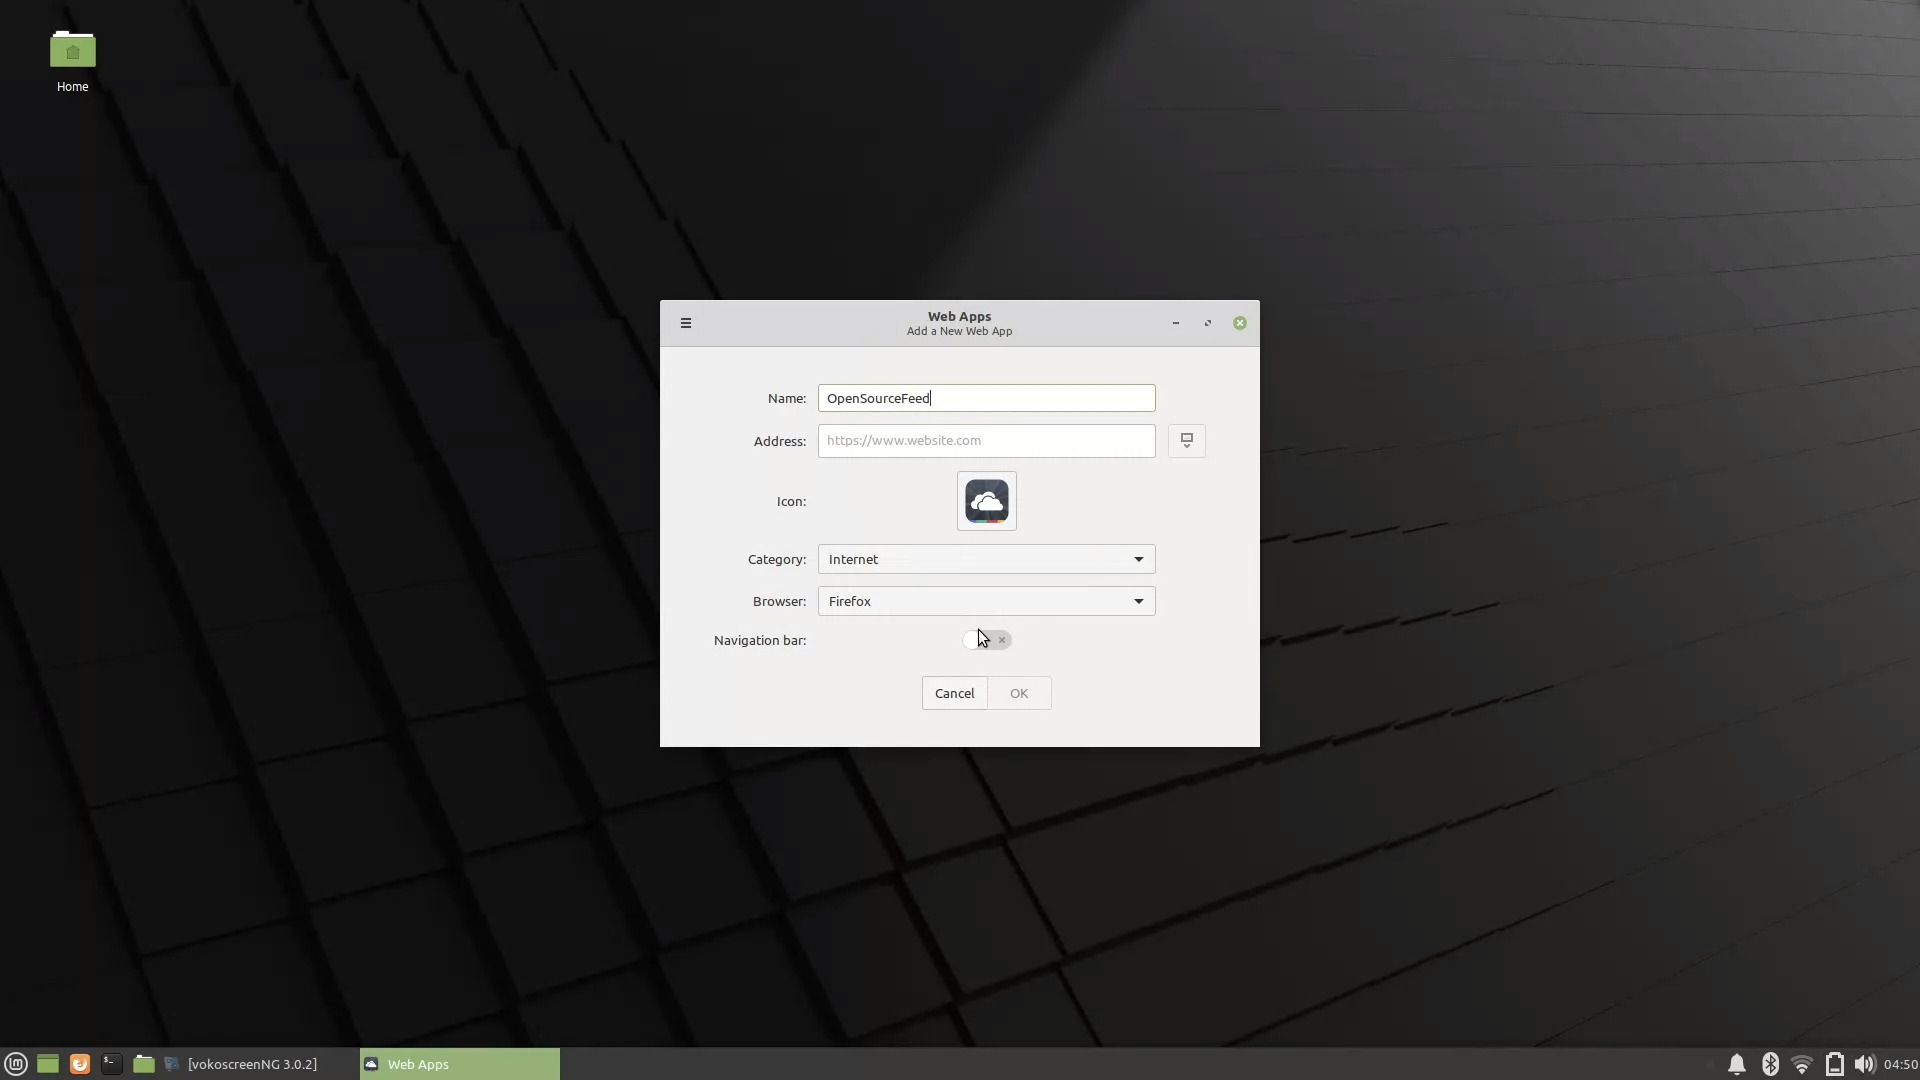 Home
Web Apps
Add a New Web App
Name: OpenSourceFeed
Address: https://www.website.com
Icon:
Category: Internet
Browser: Firefox
Navigation bar:
Cancel OK
[vokoscreenNG 3.0.2] Web Apps 04:50